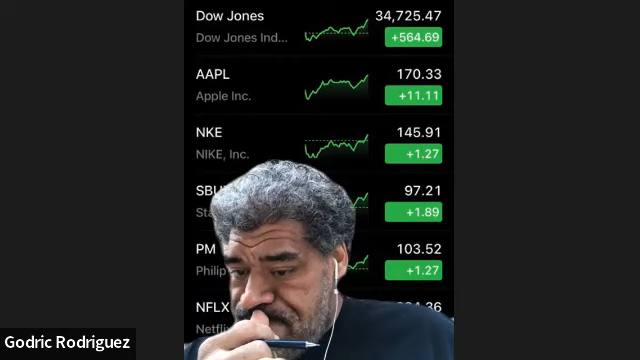 Dow Jones
34,725.47
Dow Jones Ind...
+564.69
AAPL
170.33
Apple Inc.
+11.11
NKE
145.91
NIKE, Inc.
+1.27
97.21
+1.89
PM
103.52
+1.27
NFLX
Godric Rodriguez